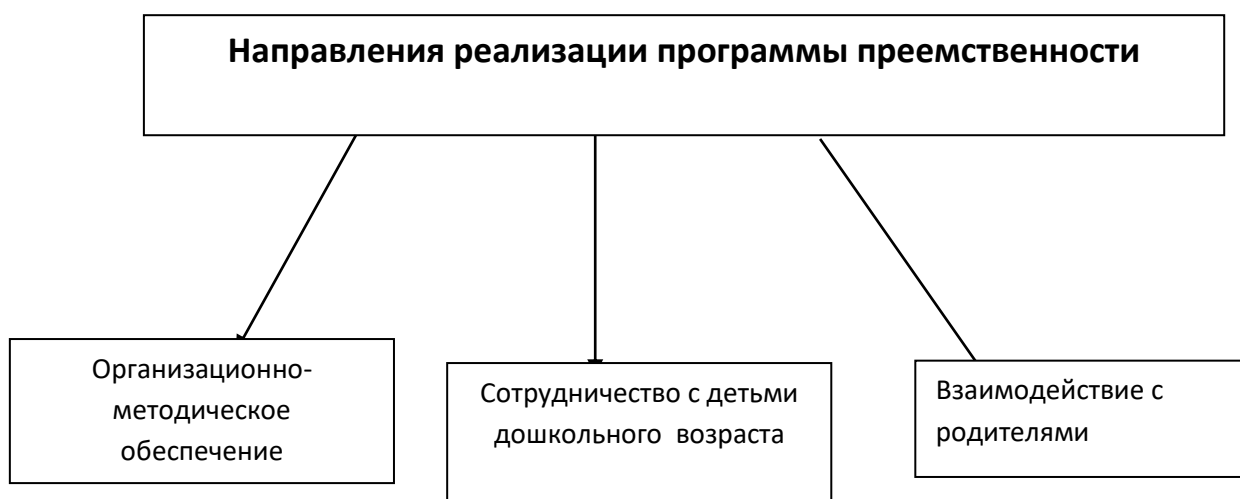 Направления реализации программы преемственности
Организационно-
методическое
обеспечение
Сотрудничество с детьми
дошкольного возраста
Взаимодействие с
родителями